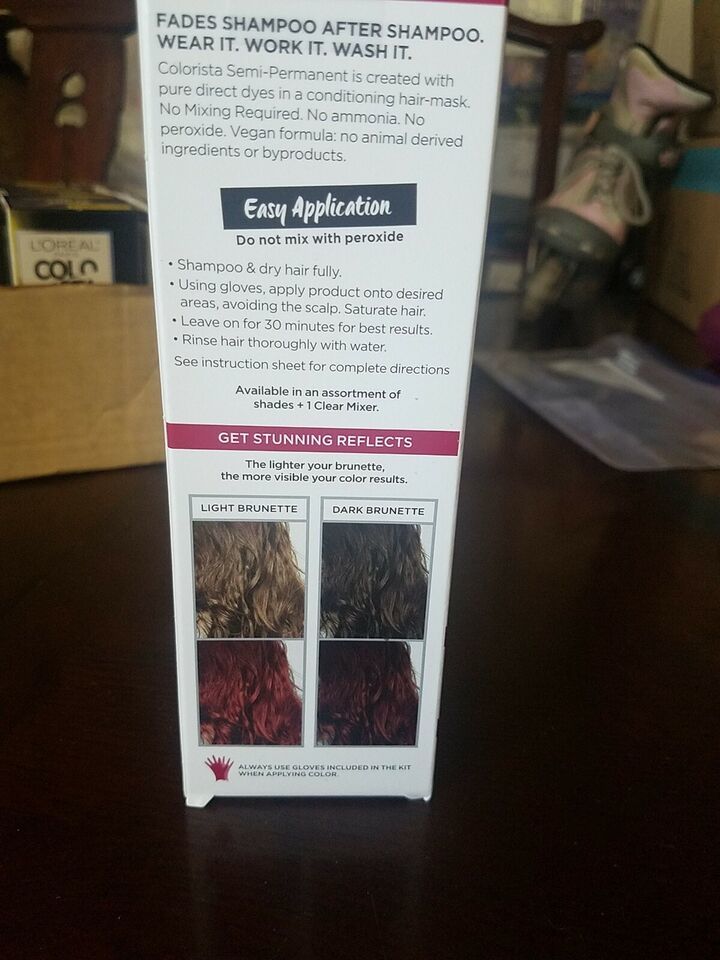 FADES SHAMPOO AFTER SHAMPOO.
WEAR IT. WORK IT. WASH IT.
Colorista Semi-Permanent is created with
pure direct dyes in a conditioning hair-mask.
No Mixing Required. No ammonia. No
peroxide. Vegan formula: no animal derived
ingredients or byproducts.
Easy Application
Do not mix with peroxide
• Shampoo & dry hair fully.
• Using gloves, apply product onto desired
areas, avoiding the scalp. Saturate hair.
• Leave on for 30 minutes for best results.
• Rinse hair thoroughly with water.
See instruction sheet for complete directions
Available in an assortment of
shades + 1 Clear Mixer.
GET STUNNING REFLECTS
The lighter your brunette,
the more visible your color results.
LIGHT BRUNETTE
DARK BRUNETTE
ALWAYS USE GLOVES INCLUDED IN THE KIT
WHEN APPLYING COLOR.
L'ORÉAL